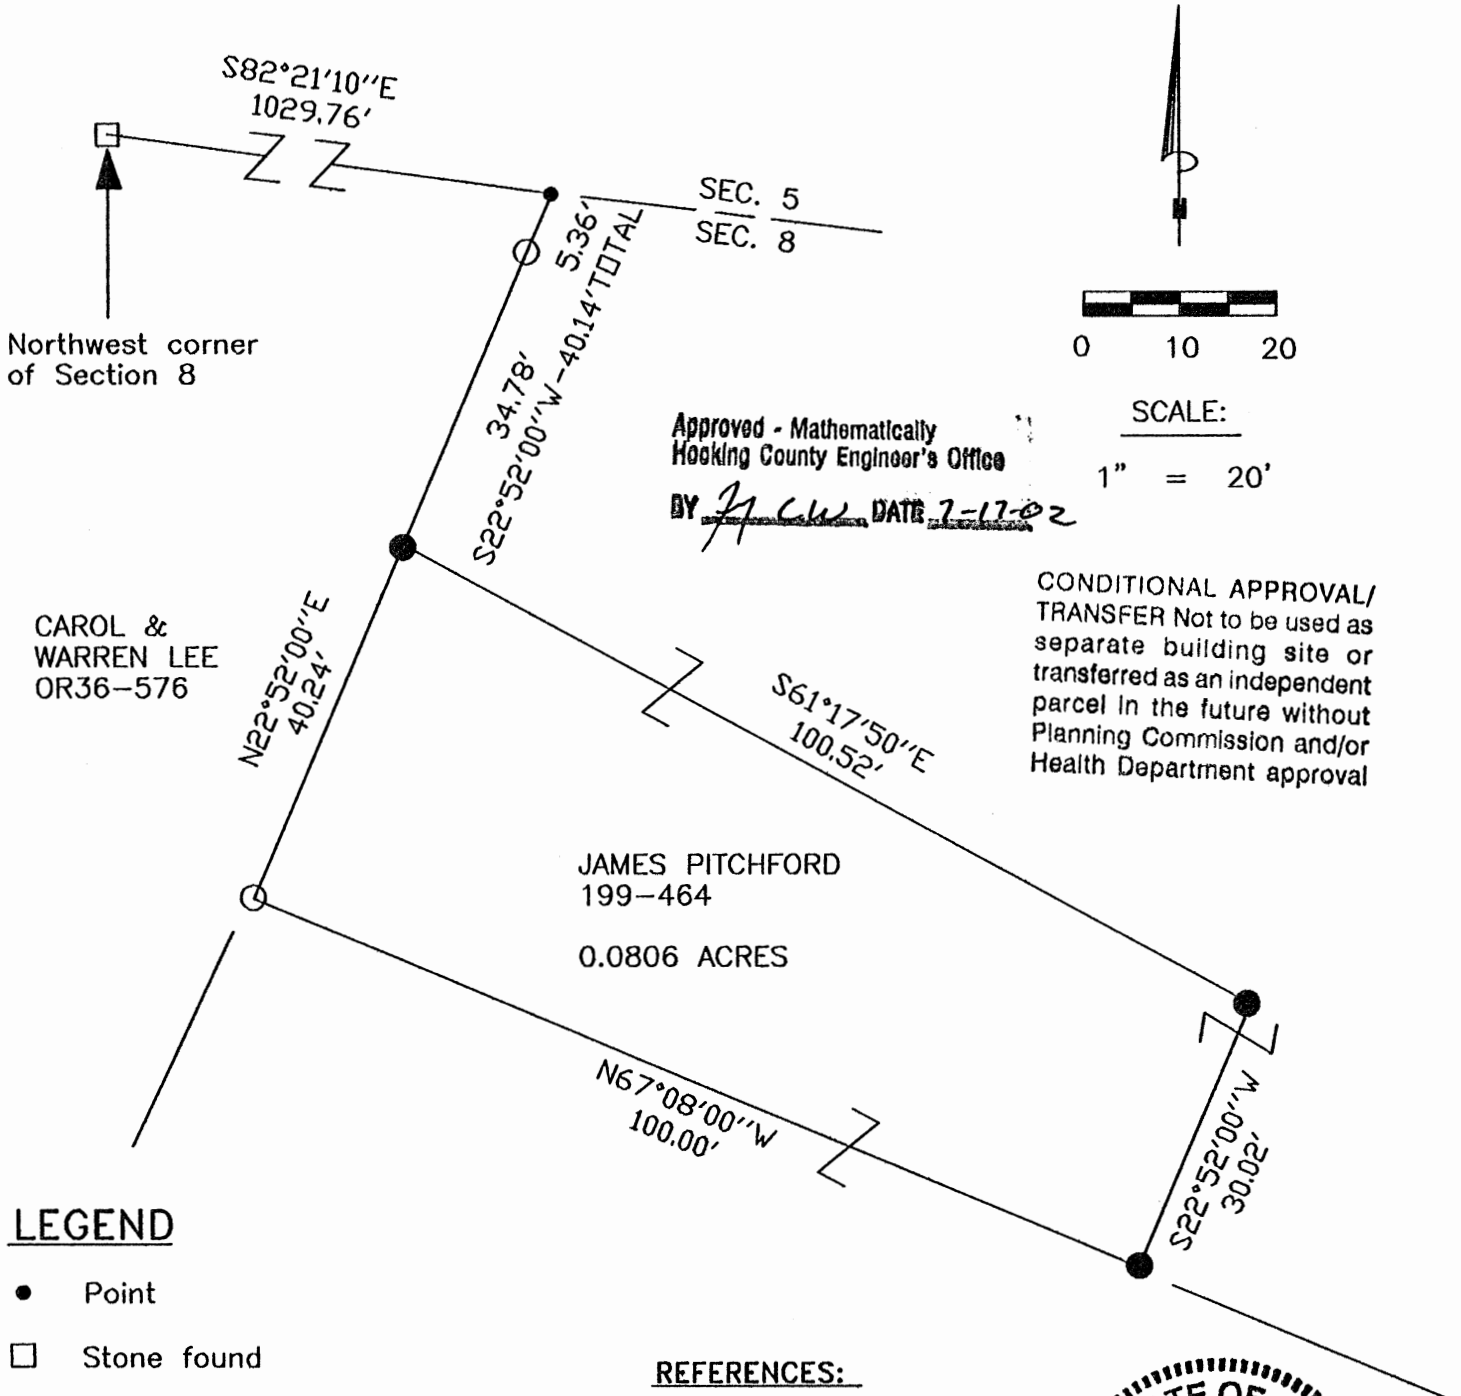 S82°21'10"E
1029.76'
SEC. 5
SEC. 8
5.36'
34.78'
S22°52'00"W-40.14'TOTAL
Northwest corner
of Section 8
0 10 20
SCALE:
1" = 20'
Approved - Mathematically
Hocking County Engineer's Office
BY CW DATE 7-17-02
CONDITIONAL APPROVAL/
TRANSFER Not to be used as
separate building site or
transferred as an independent
parcel in the future without
Planning Commission and/or
Health Department approval
CAROL &
WARREN LEE
OR36-576
N22°52'00"E
40.24'
S61°17'50"E
100.52'
JAMES PITCHFORD
199-464
0.0806 ACRES
N67°08'00"W
100.00'
S22°52'00"W
30.02'
LEGEND
Point
Stone found
REFERENCES:
TE OF